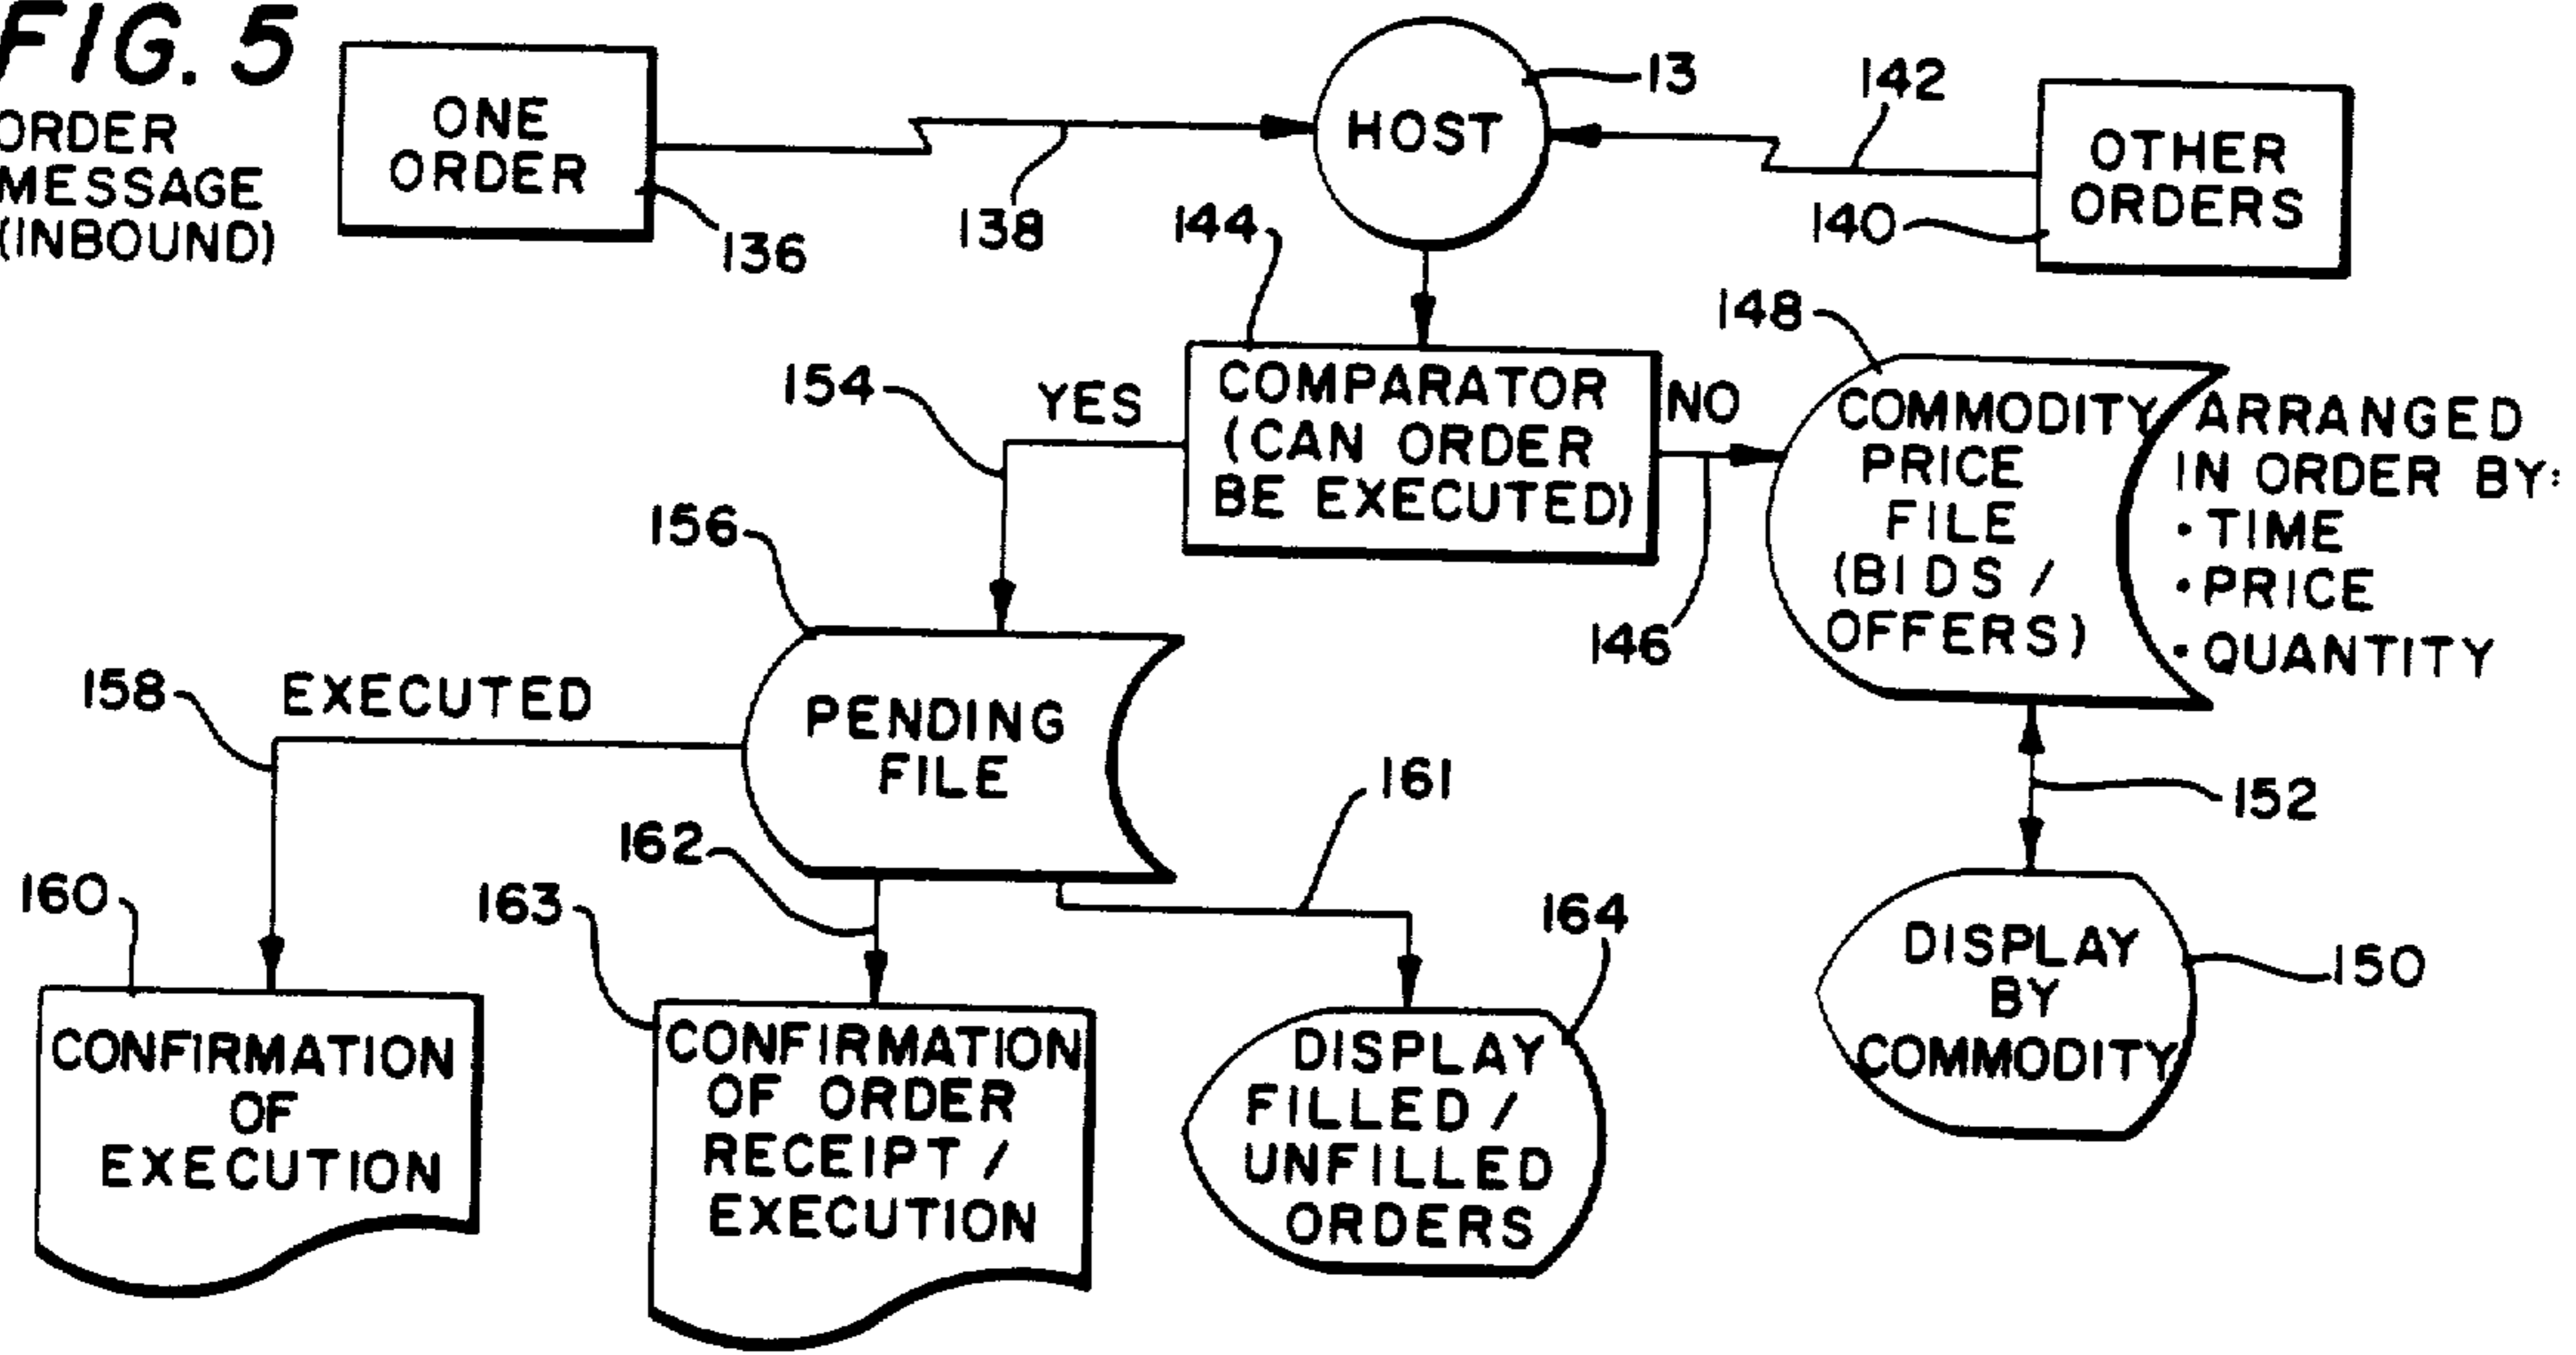 FIG. 5
ORDER
MESSAGE
(INBOUND)
ONE
ORDER
136
138
HOST
13
142
OTHER
ORDERS
140
144
COMPARATOR
(CAN ORDER
BE EXECUTED)
YES
154
NO
146
148
COMMODITY
PRICE
FILE
(BIDS /
OFFERS)
ARRANGED
IN ORDER BY:
• TIME
• PRICE
• QUANTITY
156
PENDING
FILE
158
EXECUTED
152
161
162
160
CONFIRMATION
OF
EXECUTION
163
CONFIRMATION
OF ORDER
RECEIPT /
EXECUTION
164
DISPLAY
FILLED /
UNFILLED
ORDERS
DISPLAY
BY
COMMODITY
150